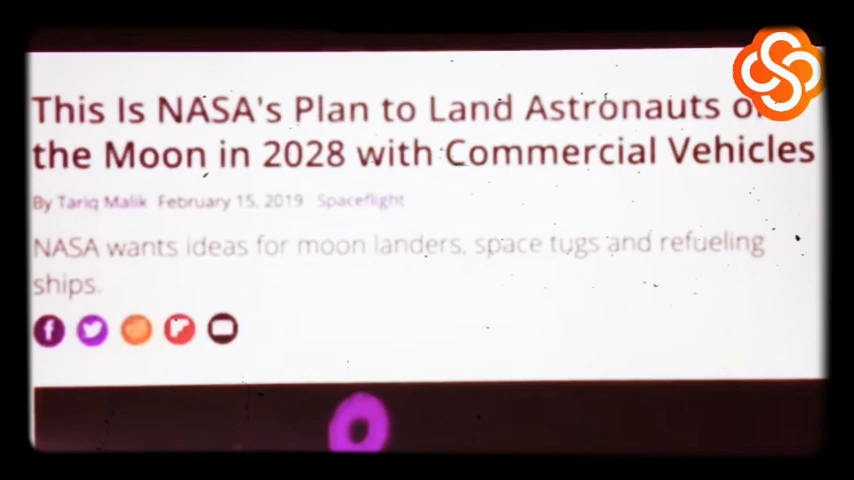 This Is NASA's Plan to Land Astronauts
the Moon in 2028 with Commercial Vehicles
By Tariq Malik February 15, 2019 Spaceflight
NASA wants ideas for moon landers, space tugs and refueling
ships.